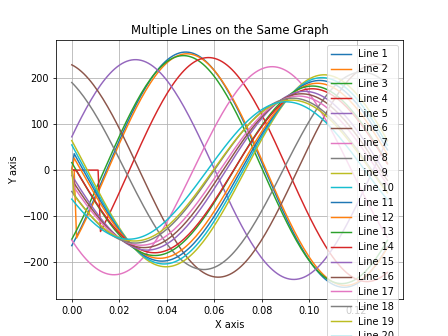 Multiple Lines on the Same Graph
Y axis
200
100
0
−100
−200
0.00
0.02
0.04
0.06
0.08
0.10
X axis
Line 1
Line 2
Line 3
Line 4
Line 5
Line 6
Line 7
Line 8
Line 9
Line 10
Line 11
Line 12
Line 13
Line 14
Line 15
Line 16
Line 17
Line 18
Line 19
Line 20